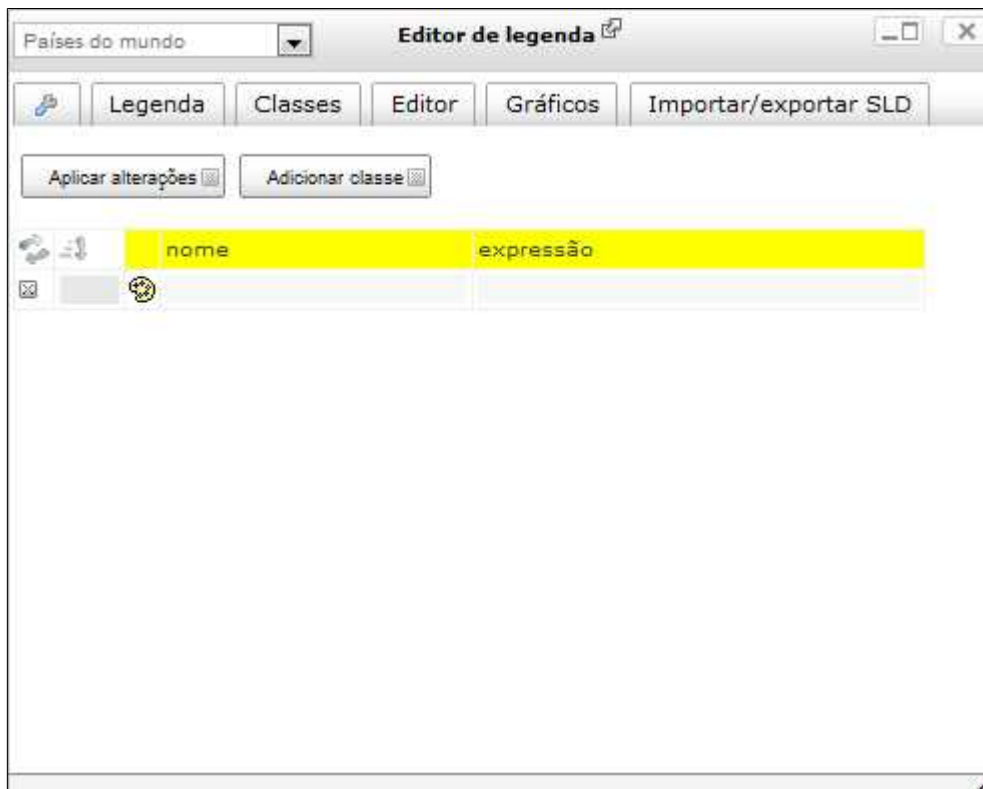 Países do mundo
Editor de legenda
Legenda
Classes
Editor
Gráficos
Importar/exportar SLD
Aplicar alterações
Adicionar classe
nome
expressão